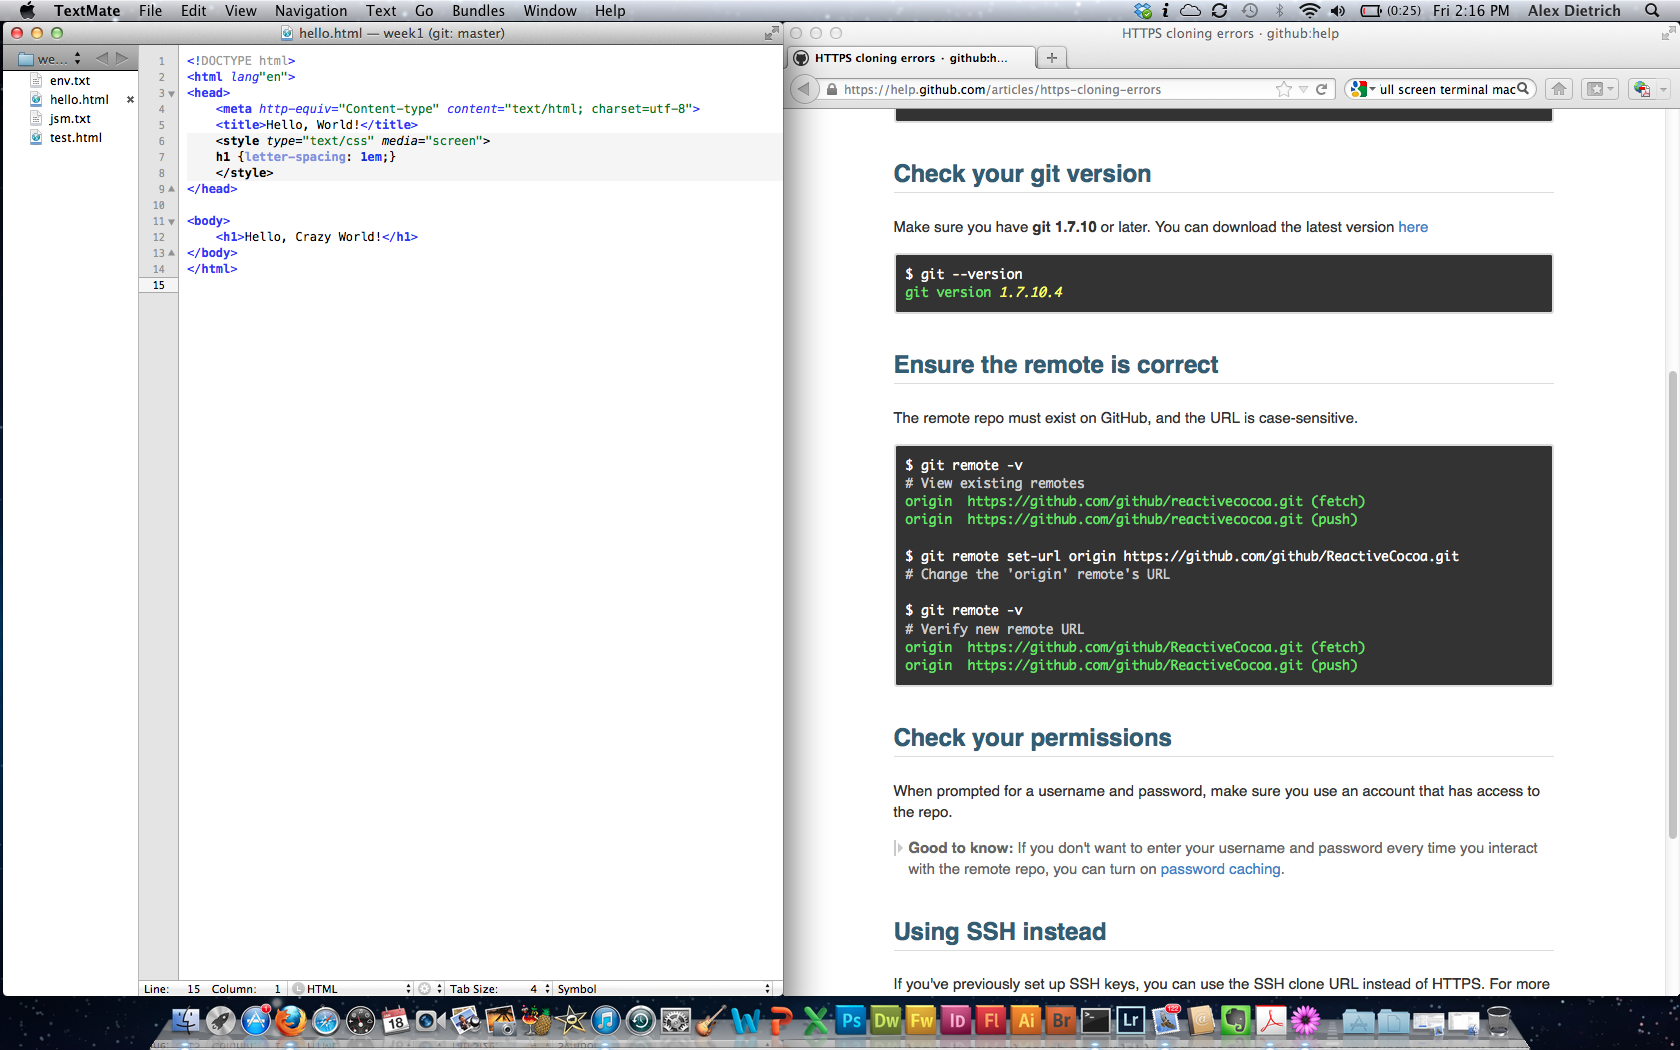 TextMate File Edit View Navigation Text Go Bundles Window Help (0:25) Fri 2:16 PM Alex Dietrich
hello.html — week1 (git: master)
we...
env.txt
hello.html
jsm.txt
test.html
1 <!DOCTYPE html>
2 <html lang"en">
3 <head>
4 <meta http-equiv="Content-type" content="text/html; charset=utf-8">
5 <title>Hello, World!</title>
6 <style type="text/css" media="screen">
7 h1 {letter-spacing: 1em;}
8 </style>
9 </head>
10
11 <body>
12 <h1>Hello, Crazy World!</h1>
13 </body>
14 </html>
15
Line: 15 Column: 1 HTML Tab Size: 4 Symbol
HTTPS cloning errors · github:help
HTTPS cloning errors · github:h...
https://help.github.com/articles/https-cloning-errors
ull screen terminal mac
Check your git version
Make sure you have git 1.7.10 or later. You can download the latest version here
$ git --version
git version 1.7.10.4
Ensure the remote is correct
The remote repo must exist on GitHub, and the URL is case-sensitive.
$ git remote -v
# View existing remotes
origin https://github.com/github/reactivecocoa.git (fetch)
origin https://github.com/github/reactivecocoa.git (push)
$ git remote set-url origin https://github.com/github/ReactiveCocoa.git
# Change the 'origin' remote's URL
$ git remote -v
# Verify new remote URL
origin https://github.com/github/ReactiveCocoa.git (fetch)
origin https://github.com/github/ReactiveCocoa.git (push)
Check your permissions
When prompted for a username and password, make sure you use an account that has access to
the repo.
Good to know: If you don't want to enter your username and password every time you interact
with the remote repo, you can turn on password caching.
Using SSH instead
If you've previously set up SSH keys, you can use the SSH clone URL instead of HTTPS. For more
18 W P X Ps Dw Fw Id Fl Ai Br Lr